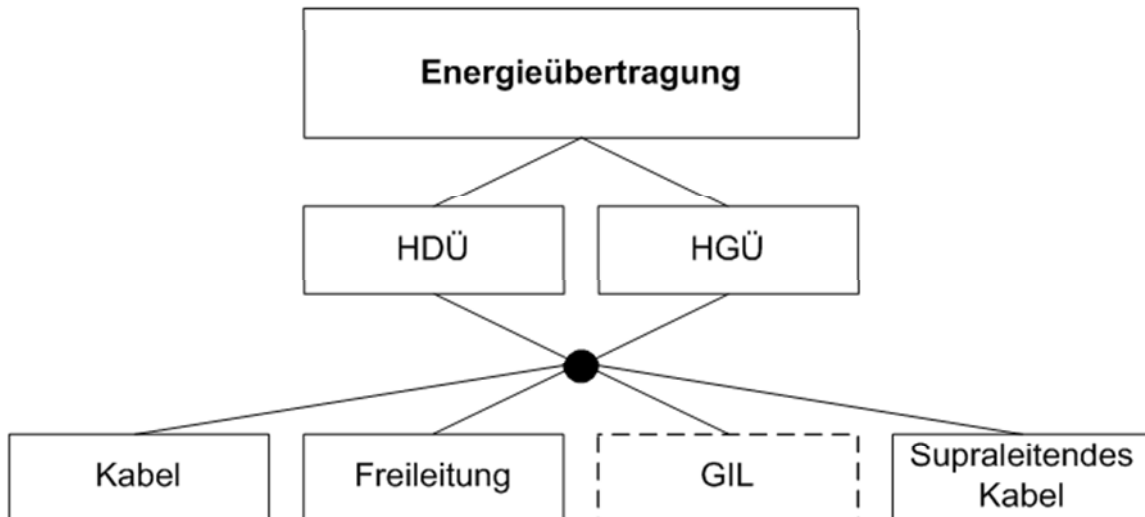 Energieübertragung
HDÜ
HGÜ
Kabel
Freileitung
GIL
Supraleitendes
Kabel